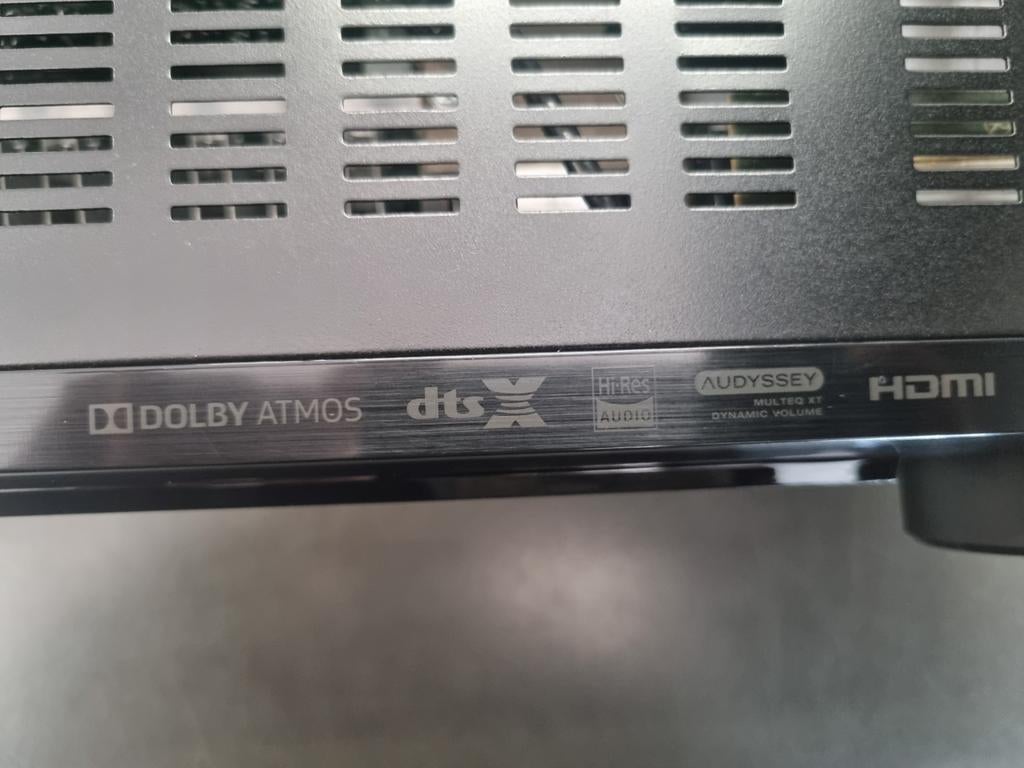 DOLBY ATMOS
dts X
Hi-Res
AUDIO
AUDYSSEY
MULTEQ XT
DYNAMIC VOLUME
HDMI